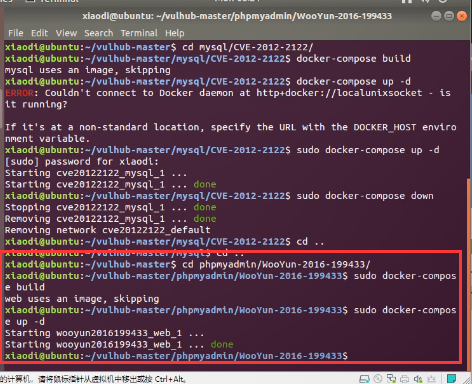 xiaodi@ubuntu: ~/vulhub-master/phpmyadmin/WooYun-2016-199433
File Edit View Search Terminal Help
xiaodi@ubuntu:~/vulhub-master$ cd mysql/CVE-2012-2122/
xiaodi@ubuntu:~/vulhub-master/mysql/CVE-2012-2122$ docker-compose build
mysql uses an image, skipping
xiaodi@ubuntu:~/vulhub-master/mysql/CVE-2012-2122$ docker-compose up -d
ERROR: Couldn't connect to Docker daemon at http+docker://localunixsocket - is
it running?
If it's at a non-standard location, specify the URL with the DOCKER_HOST enviro
nment variable.
xiaodi@ubuntu:~/vulhub-master/mysql/CVE-2012-2122$ sudo docker-compose up -d
[sudo] password for xiaodi:
Starting cve20122122_mysql_1 ...
Starting cve20122122_mysql_1 ... done
xiaodi@ubuntu:~/vulhub-master/mysql/CVE-2012-2122$ sudo docker-compose down
Stopping cve20122122_mysql_1 ... done
Removing cve20122122_mysql_1 ... done
Removing network cve20122122_default
xiaodi@ubuntu:~/vulhub-master/mysql/CVE-2012-2122$ cd ..
cd ..
xiaodi@ubuntu:~/vulhub-master$ cd phpmyadmin/WooYun-2016-199433/
xiaodi@ubuntu:~/vulhub-master/phpmyadmin/WooYun-2016-199433$ sudo docker-compos
e build
web uses an image, skipping
xiaodi@ubuntu:~/vulhub-master/phpmyadmin/WooYun-2016-199433$ sudo docker-compos
e up -d
Starting wooyun2016199433_web_1 ...
Starting wooyun2016199433_web_1 ... done
xiaodi@ubuntu:~/vulhub-master/phpmyadmin/WooYun-2016-199433$
的计算机，请将鼠标指针从虚拟机中移出或按 Ctrl+Alt。